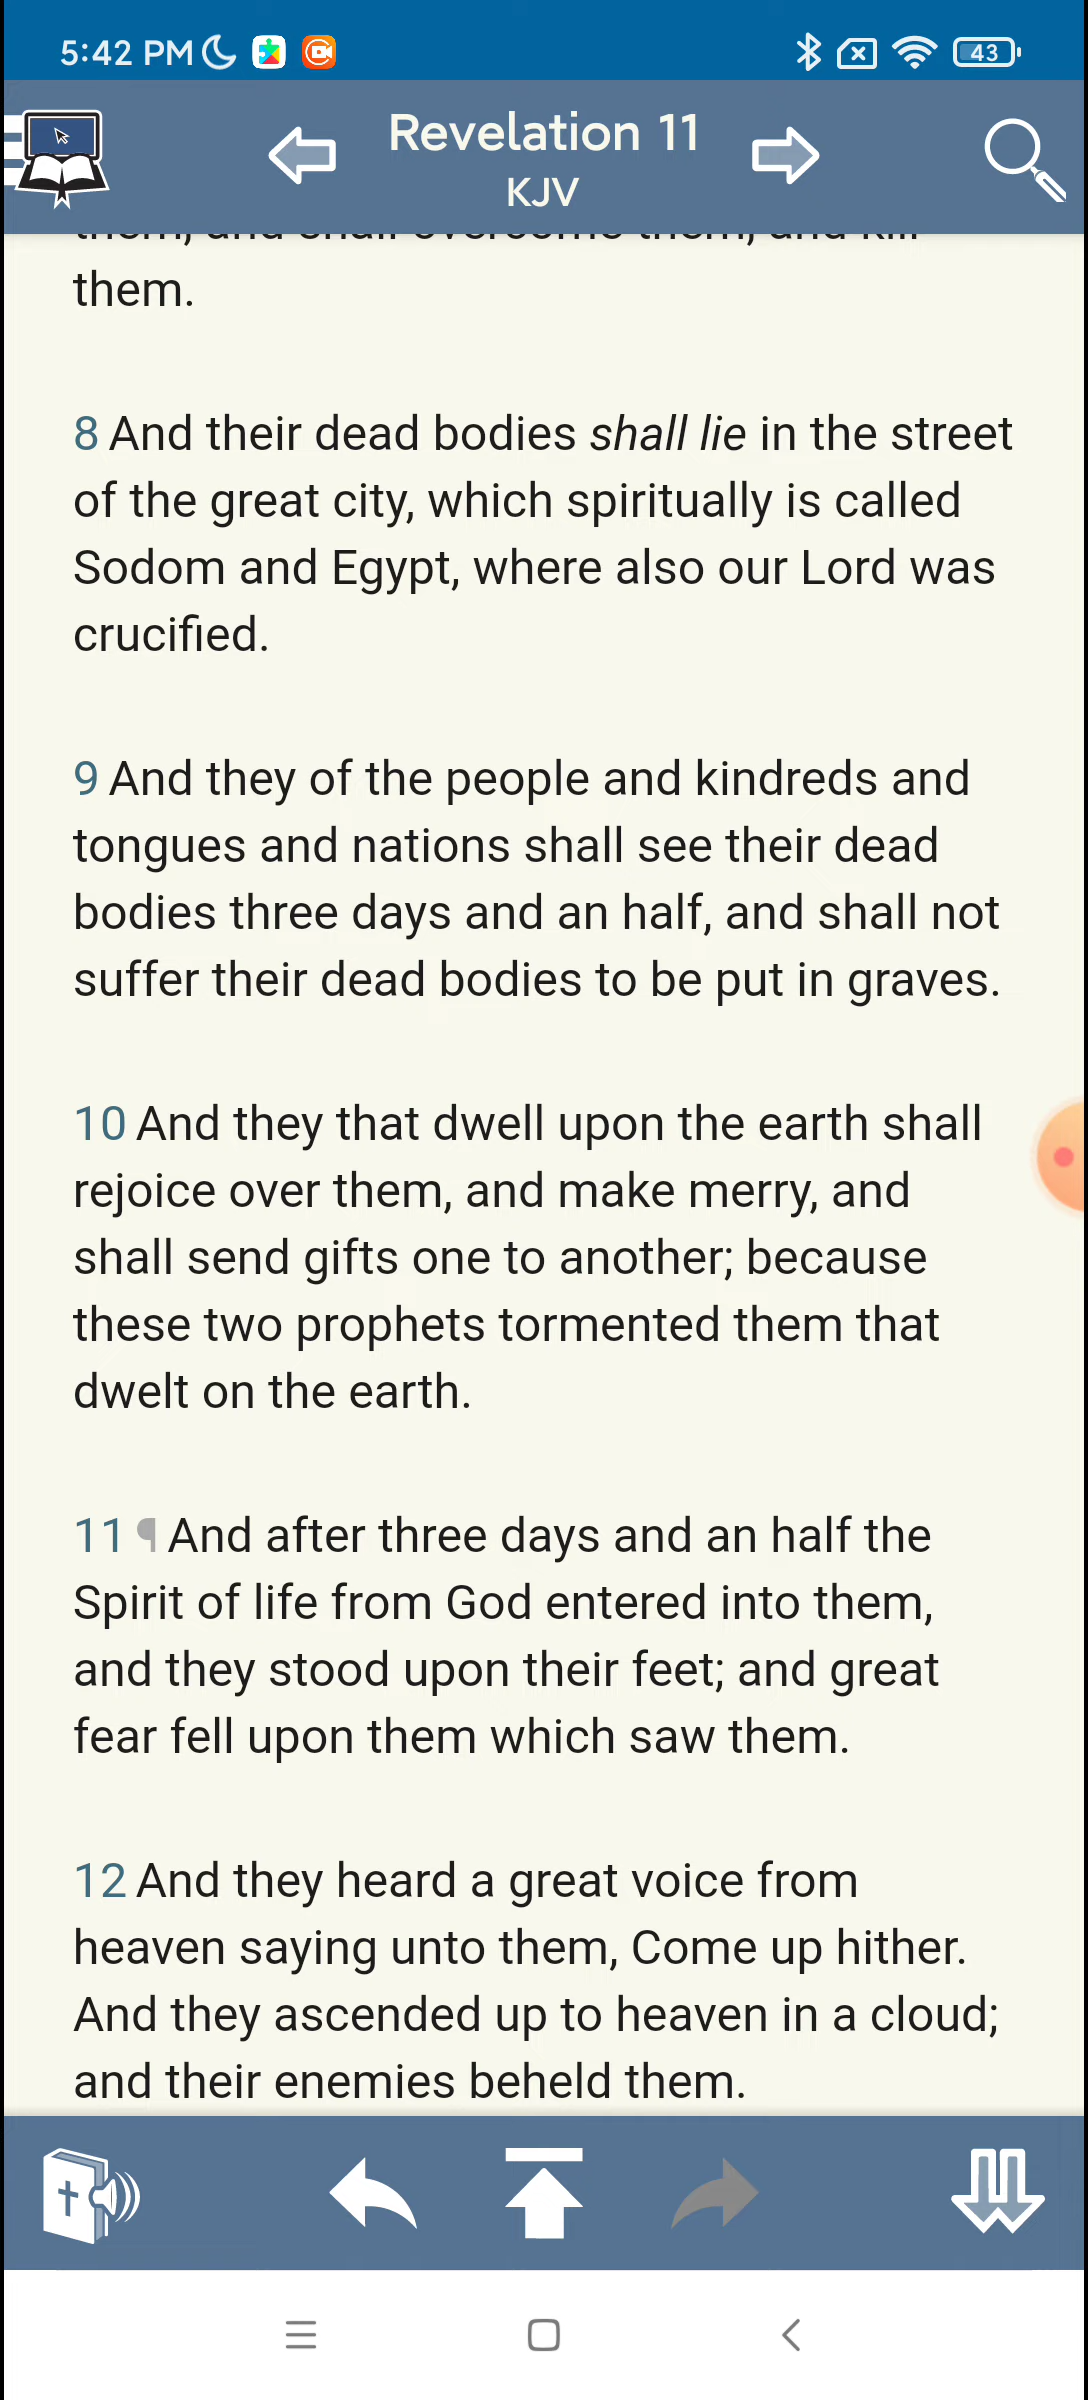 5:42 PM
43
Revelation 11
KJV
them, and shall overcome them, and kill
them.
8 And their dead bodies shall lie in the street
of the great city, which spiritually is called
Sodom and Egypt, where also our Lord was
crucified.
9 And they of the people and kindreds and
tongues and nations shall see their dead
bodies three days and an half, and shall not
suffer their dead bodies to be put in graves.
10 And they that dwell upon the earth shall
rejoice over them, and make merry, and
shall send gifts one to another; because
these two prophets tormented them that
dwelt on the earth.
11 ¶ And after three days and an half the
Spirit of life from God entered into them,
and they stood upon their feet; and great
fear fell upon them which saw them.
12 And they heard a great voice from
heaven saying unto them, Come up hither.
And they ascended up to heaven in a cloud;
and their enemies beheld them.